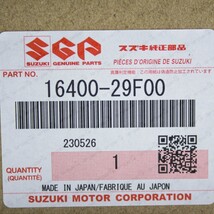 SGP
SUZUKI GENUINE PARTS
スズキ純正部品
PIÈCES D'ORIGINE DE SUZUKI
PART NO.
16400-29F00
230526
QUANTITY
(QUANTITÉ)
1
MADE IN JAPAN/FABRIQUÉ AU JAPON
SUZUKI MOTOR CORPORATION